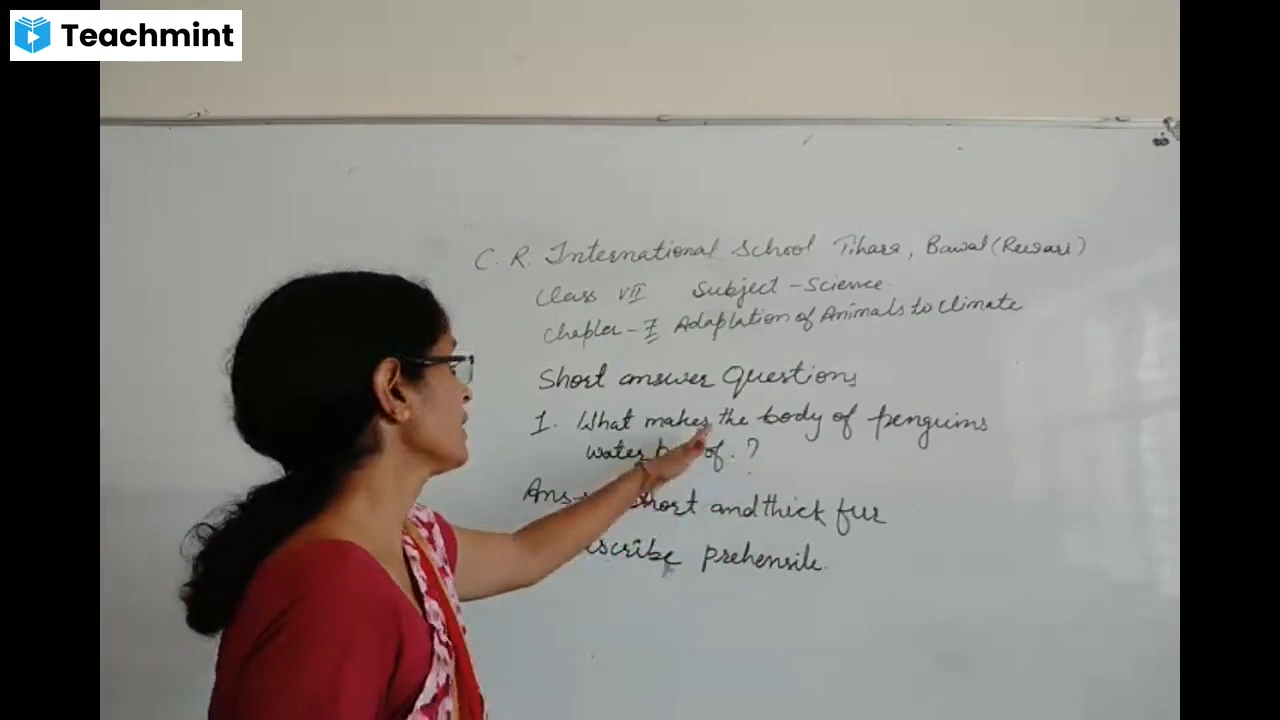 Teachmint
C. R. International School Tihara, Bawal (Rewari)
Class VII Subject - Science
Chapter - 7 Adaptation of Animals to Climate
Short answer Questions
1. What makes the body of penguins
water of. ?
Ans- short and thick fur
prehensile.